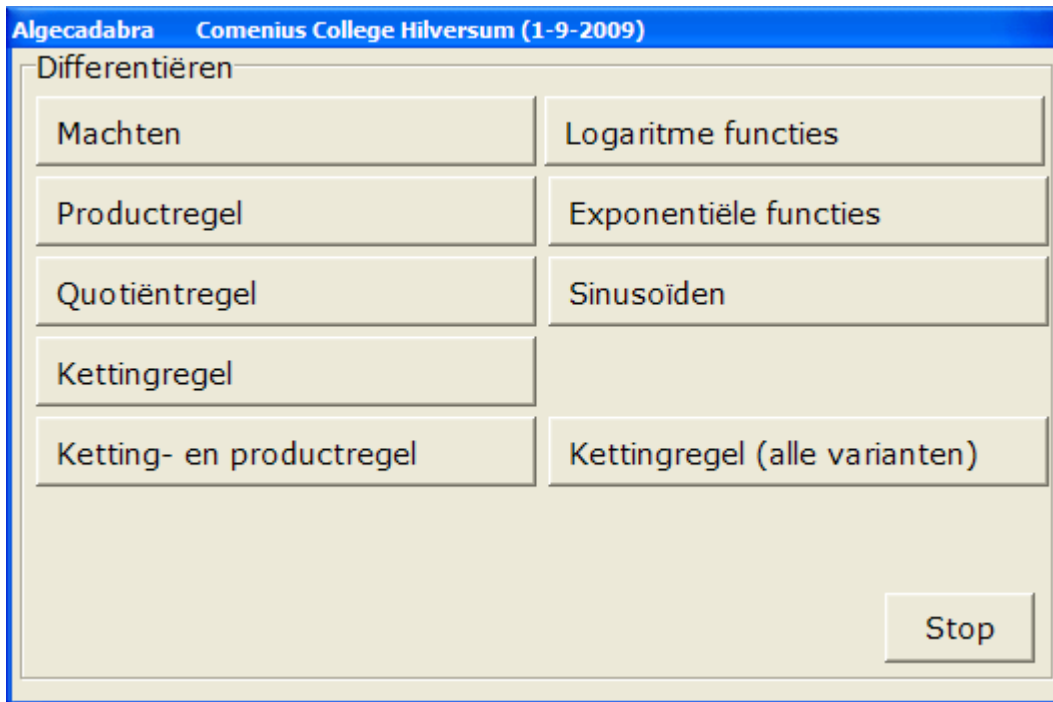 Algecadabra Comenius College Hilversum (1-9-2009)
Differentiëren
Machten
Logaritme functies
Productregel
Exponentiële functies
Quotiëntregel
Sinusoïden
Kettingregel
Ketting- en productregel
Kettingregel (alle varianten)
Stop